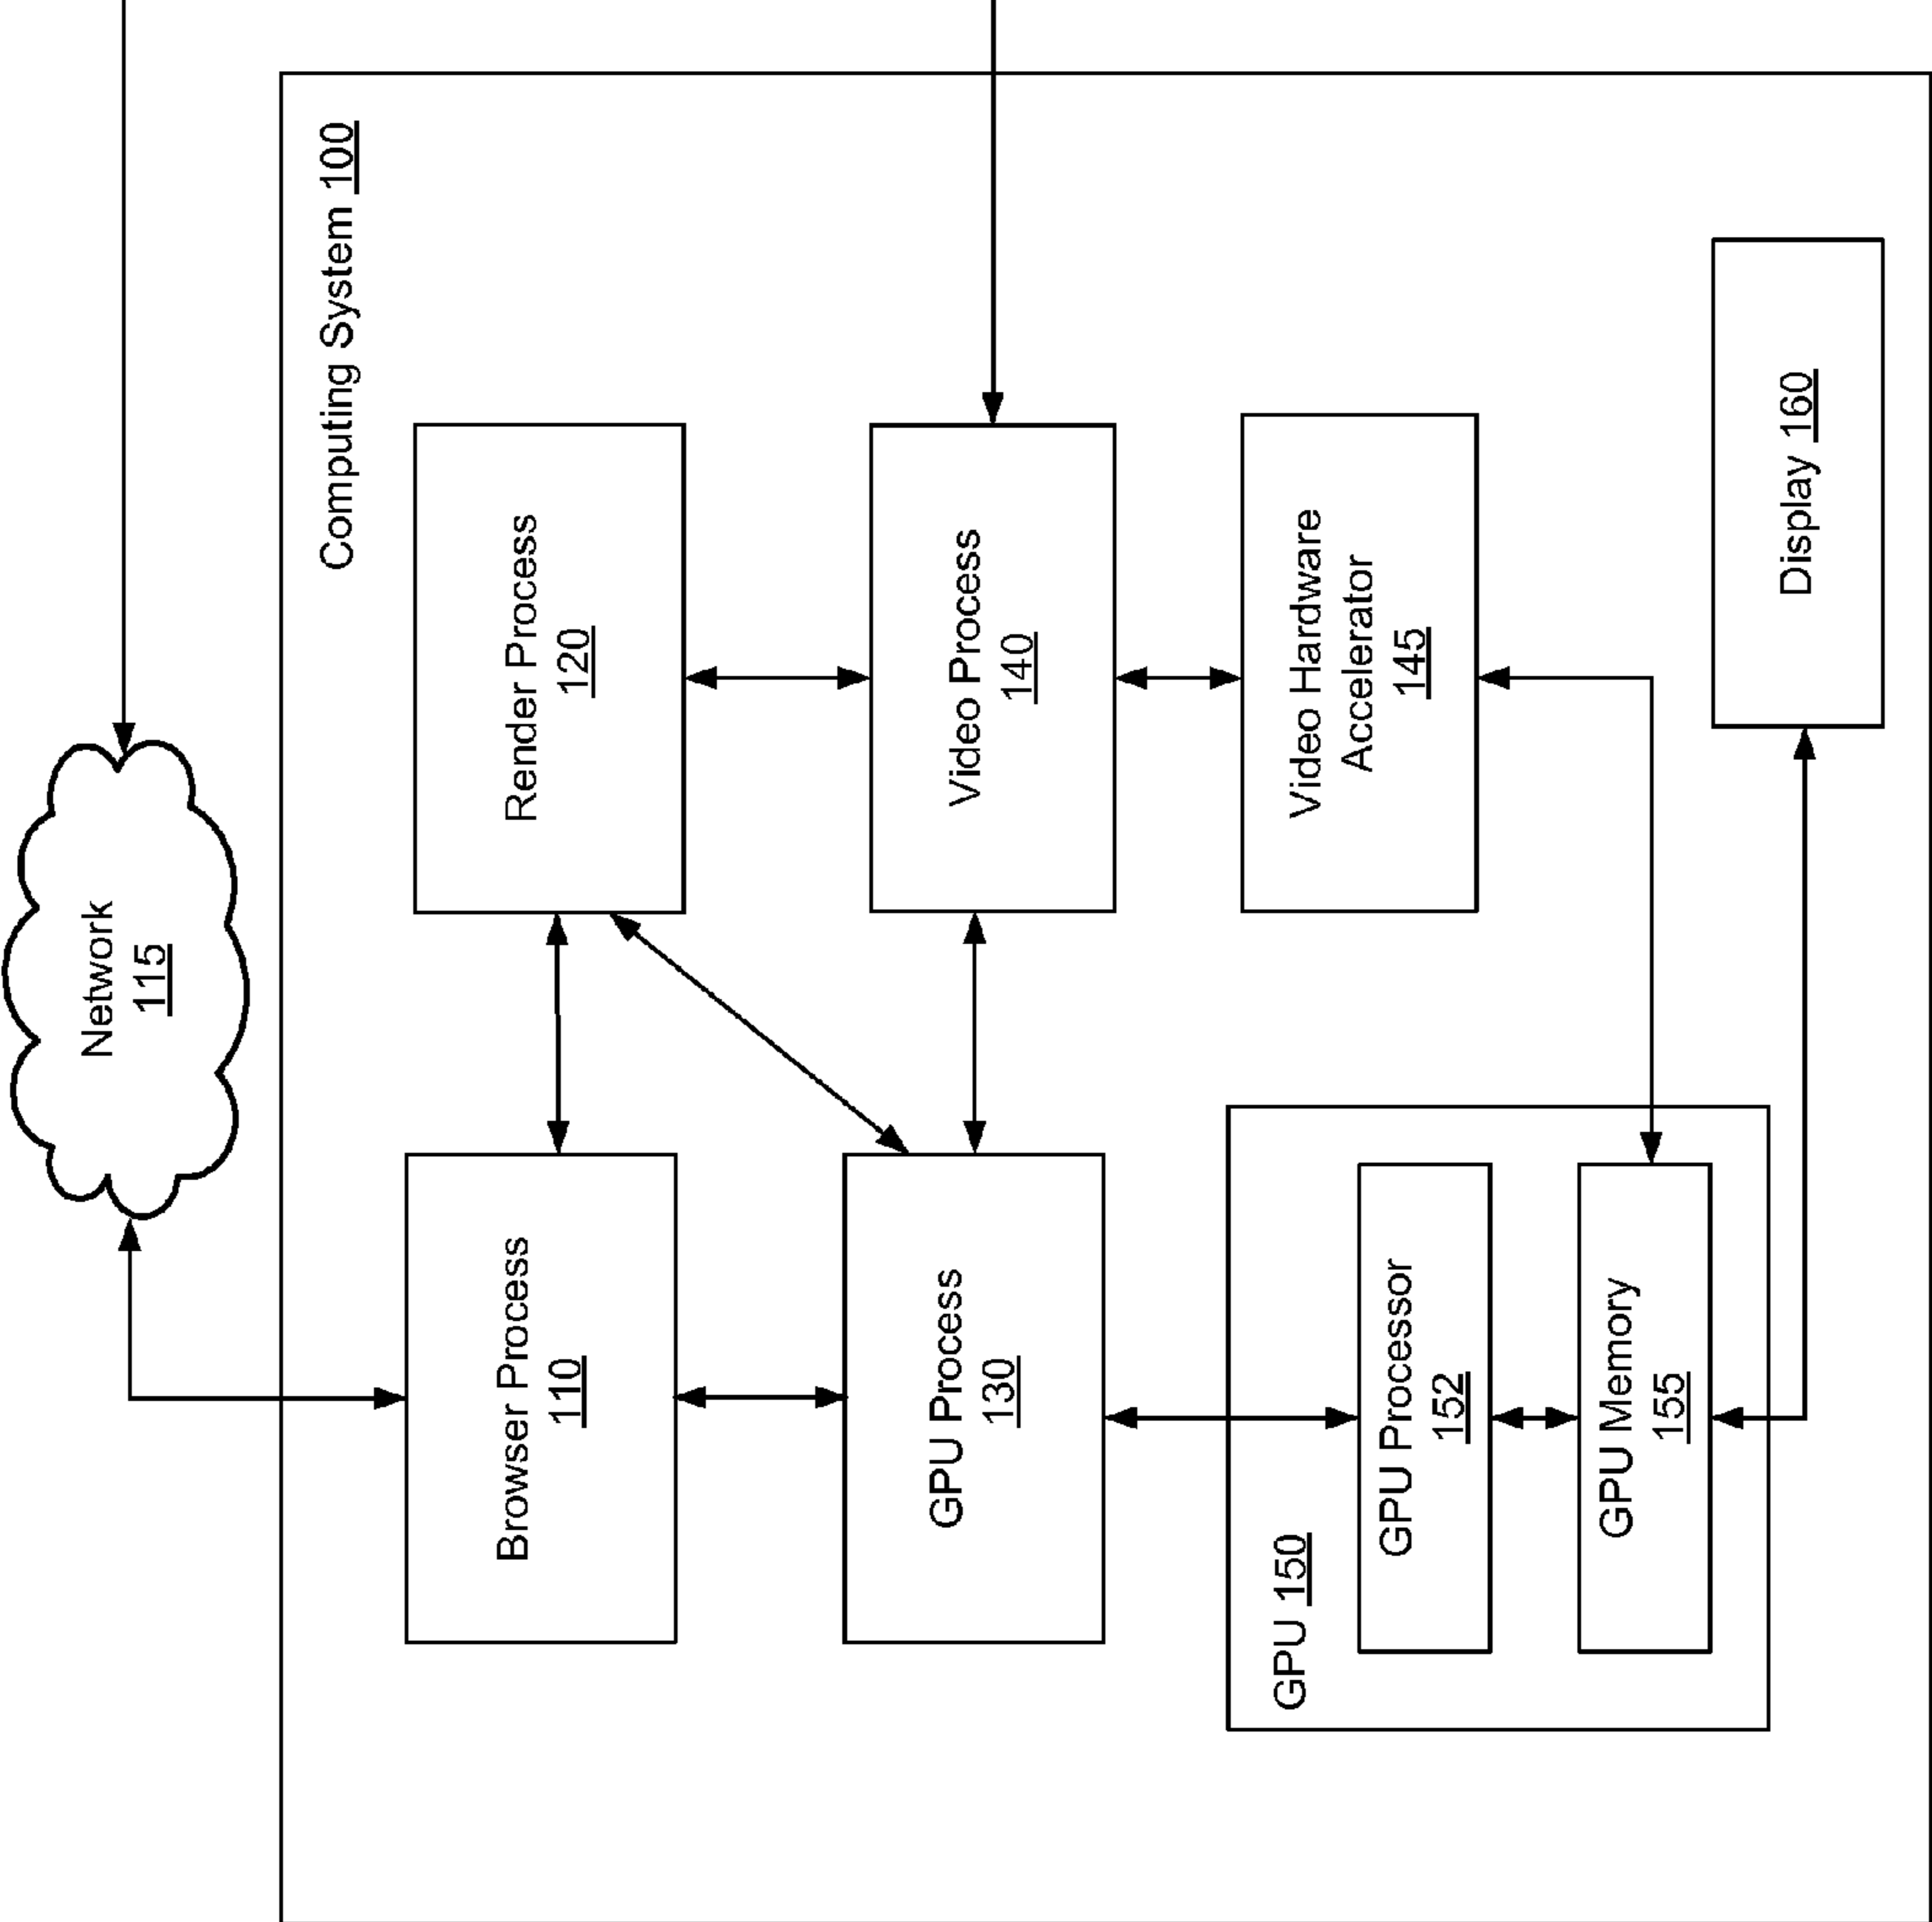 Network
115
Computing System 100
Browser Process
110
Render Process
120
GPU Process
130
Video Process
140
GPU 150
GPU Processor
152
GPU Memory
155
Video Hardware
Accelerator
145
Display 160